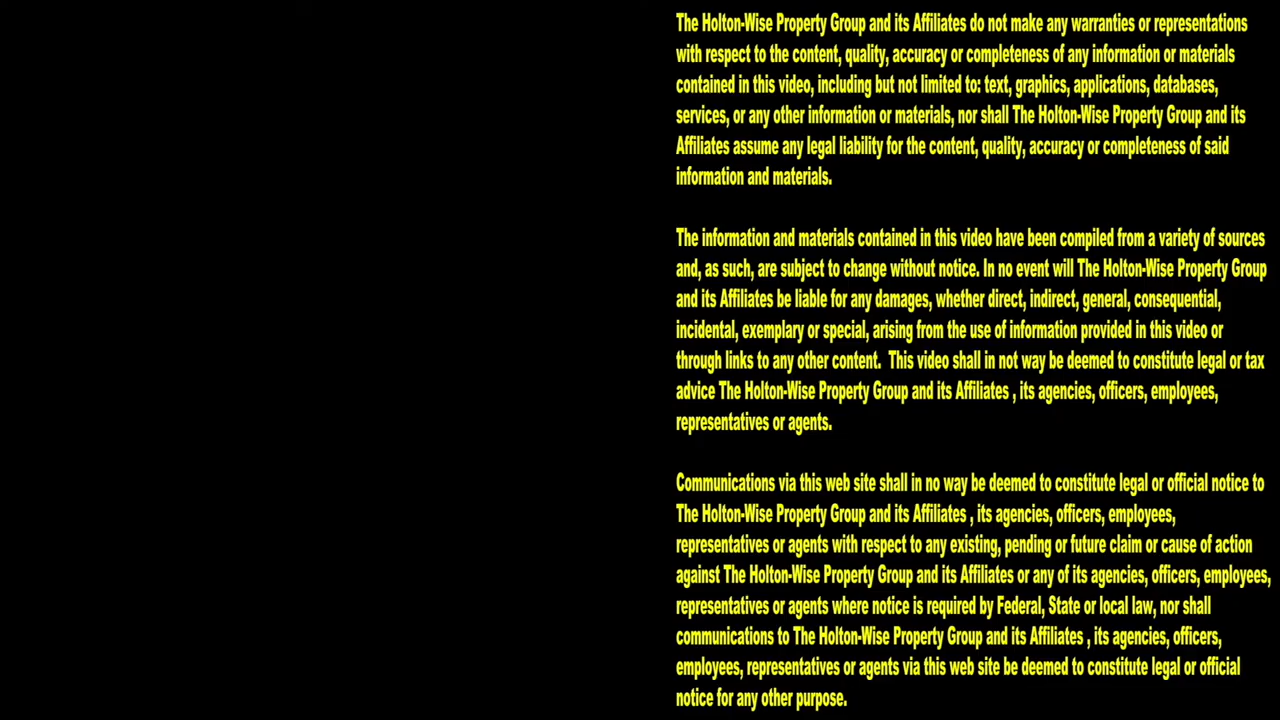 The Holton-Wise Property Group and its Affiliates do not make any warranties or representations
with respect to the content, quality, accuracy or completeness of any information or materials
contained in this video, including but not limited to: text, graphics, applications, databases,
services, or any other information or materials, nor shall The Holton-Wise Property Group and its
Affiliates assume any legal liability for the content, quality, accuracy or completeness of said
information and materials.
The information and materials contained in this video have been compiled from a variety of sources
and, as such, are subject to change without notice. In no event will The Holton-Wise Property Group
and its Affiliates be liable for any damages, whether direct, indirect, general, consequential,
incidental, exemplary or special, arising from the use of information provided in this video or
through links to any other content.  This video shall in not way be deemed to constitute legal or tax
advice The Holton-Wise Property Group and its Affiliates , its agencies, officers, employees,
representatives or agents.
Communications via this web site shall in no way be deemed to constitute legal or official notice to
The Holton-Wise Property Group and its Affiliates , its agencies, officers, employees,
representatives or agents with respect to any existing, pending or future claim or cause of action
against The Holton-Wise Property Group and its Affiliates or any of its agencies, officers, employees,
representatives or agents where notice is required by Federal, State or local law, nor shall
communications to The Holton-Wise Property Group and its Affiliates , its agencies, officers,
employees, representatives or agents via this web site be deemed to constitute legal or official
notice for any other purpose.